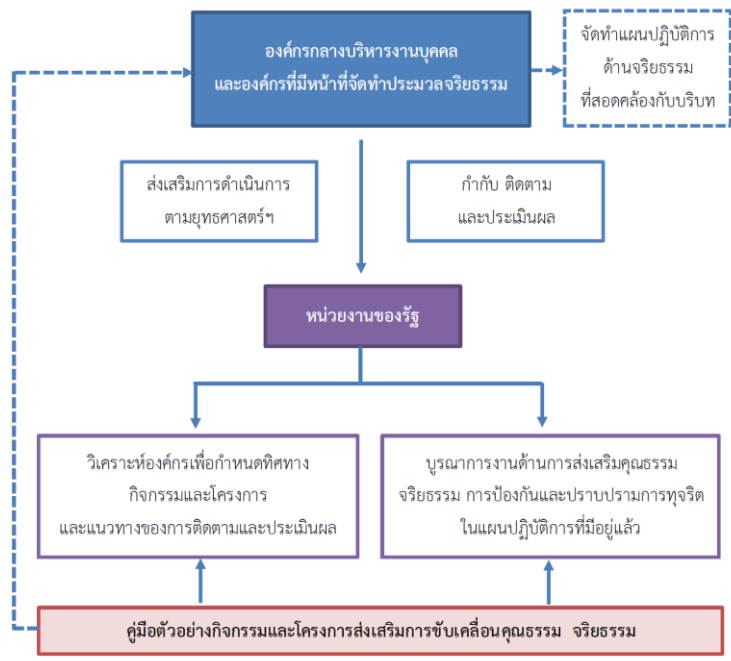 องค์กรกลางบริหารงานบุคคล
และองค์กรที่มีหน้าที่จัดทำประมวลจริยธรรม
จัดทำแผนปฏิบัติการ
ด้านจริยธรรม
ที่สอดคล้องกับบริบท
ส่งเสริมการดำเนินการ
ตามยุทธศาสตร์ฯ
กำกับ ติดตาม
และประเมินผล
หน่วยงานของรัฐ
วิเคราะห์องค์กรเพื่อกำหนดทิศทาง
กิจกรรมและโครงการ
และแนวทางของการติดตามและประเมินผล
บูรณาการงานด้านการส่งเสริมคุณธรรม
จริยธรรม การป้องกันและปราบปรามการทุจริต
ในแผนปฏิบัติการที่มีอยู่แล้ว
คู่มือตัวอย่างกิจกรรมและโครงการส่งเสริมการขับเคลื่อนคุณธรรม จริยธรรม